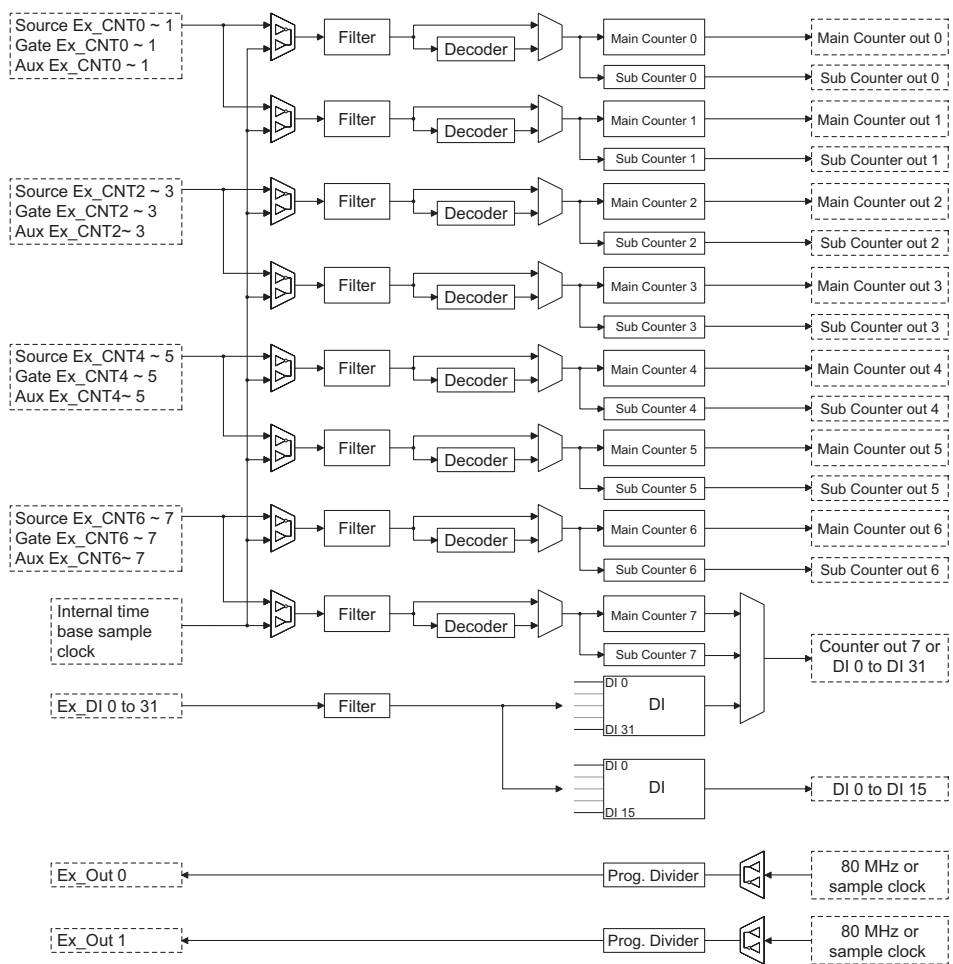 Source Ex_CNT0 ~ 1
Gate Ex_CNT0 ~ 1
Aux Ex_CNT0 ~ 1
Filter
Decoder
Main Counter 0
Main Counter out 0
Sub Counter 0
Sub Counter out 0
Filter
Decoder
Main Counter 1
Main Counter out 1
Sub Counter 1
Sub Counter out 1
Source Ex_CNT2 ~ 3
Gate Ex_CNT2 ~ 3
Aux Ex_CNT2~ 3
Filter
Decoder
Main Counter 2
Main Counter out 2
Sub Counter 2
Sub Counter out 2
Filter
Decoder
Main Counter 3
Main Counter out 3
Sub Counter 3
Sub Counter out 3
Source Ex_CNT4 ~ 5
Gate Ex_CNT4 ~ 5
Aux Ex_CNT4~ 5
Filter
Decoder
Main Counter 4
Main Counter out 4
Sub Counter 4
Sub Counter out 4
Filter
Decoder
Main Counter 5
Main Counter out 5
Sub Counter 5
Sub Counter out 5
Source Ex_CNT6 ~ 7
Gate Ex_CNT6 ~ 7
Aux Ex_CNT6~ 7
Filter
Decoder
Main Counter 6
Main Counter out 6
Sub Counter 6
Sub Counter out 6
Internal time
base sample
clock
Filter
Decoder
Main Counter 7
Sub Counter 7
Counter out 7 or
DI 0 to DI 31
Ex_DI 0 to 31
Filter
DI 0
DI
DI 31
DI 0
DI
DI 15
DI 0 to DI 15
Ex_Out 0
Prog. Divider
80 MHz or
sample clock
Ex_Out 1
Prog. Divider
80 MHz or
sample clock